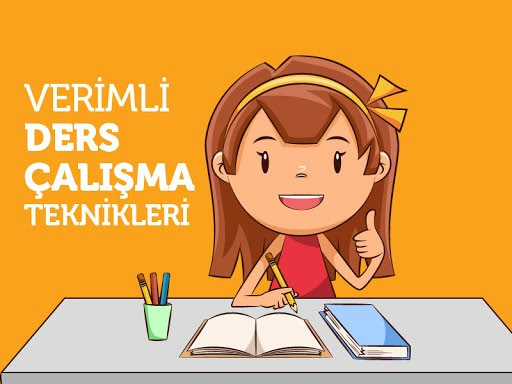 VERİMLİ
DERS
ÇALIŞMA
TEKNİKLERİ